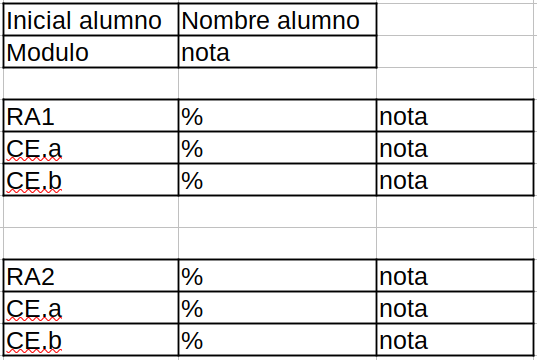 Inicial alumno Nombre alumno
Modulo nota
RA1 % nota
CE.a % nota
CE.b % nota
RA2 % nota
CE.a % nota
CE.b % nota